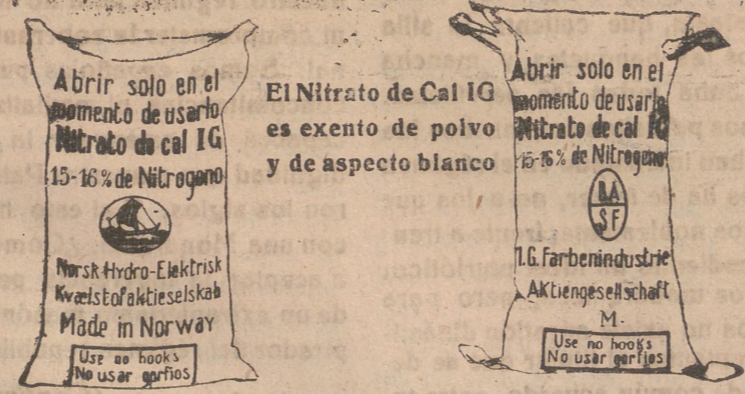 Abrir solo en el
momento de usarlo
Nitrato de cal IG
15-16% de Nitrogeno
Norsk-Hydro-Elektrisk
Kvælstofaktieselskab
Made in Norway
Use no hooks
No usar garfios
El Nitrato de Cal IG
es exento de polvo
y de aspecto blanco
Abrir solo en el
momento de usarlo
Nitrato de cal IG
15-16% de Nitrogeno
BA
SF
I.G. Farbenindustrie
Aktiengesellschaft
M.
Use no hooks
No usar garfios